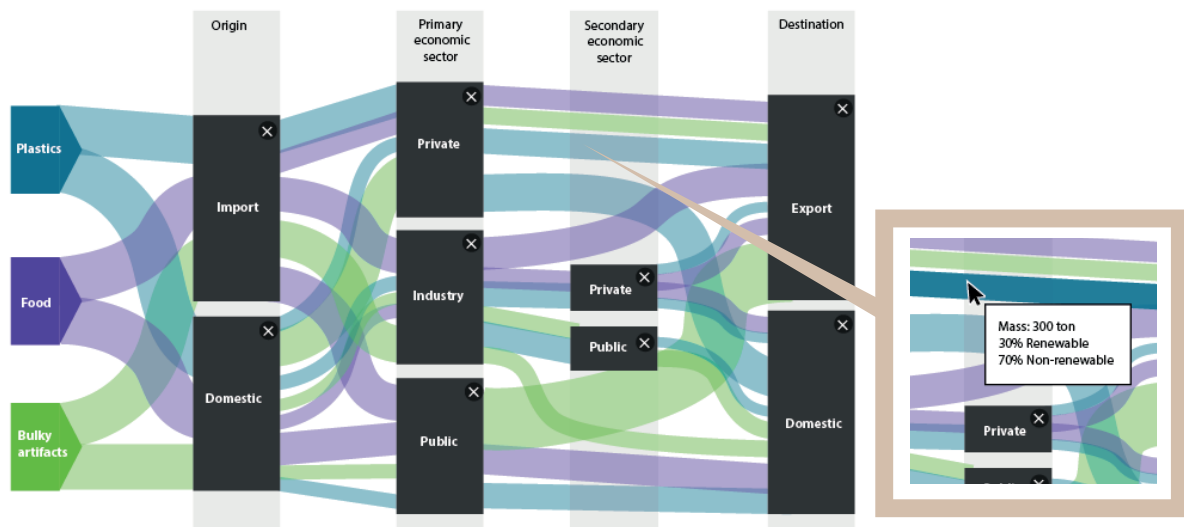 Origin
Primary
economic
sector
Secondary
economic
sector
Destination
Plastics
Food
Bulky
artifacts
Import
Domestic
Private
Industry
Public
Private
Public
Export
Domestic
Mass: 300 ton
30% Renewable
70% Non-renewable
Private